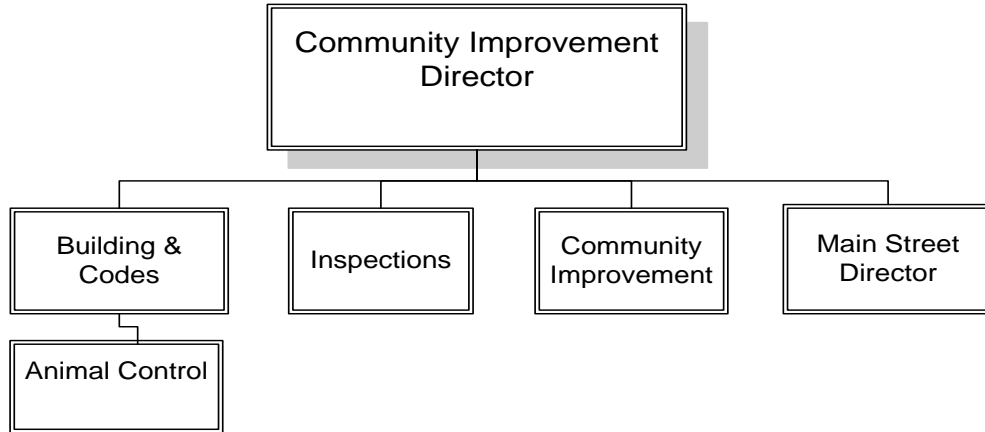 Community Improvement
Director
Building &
Codes
Inspections
Community
Improvement
Main Street
Director
Animal Control